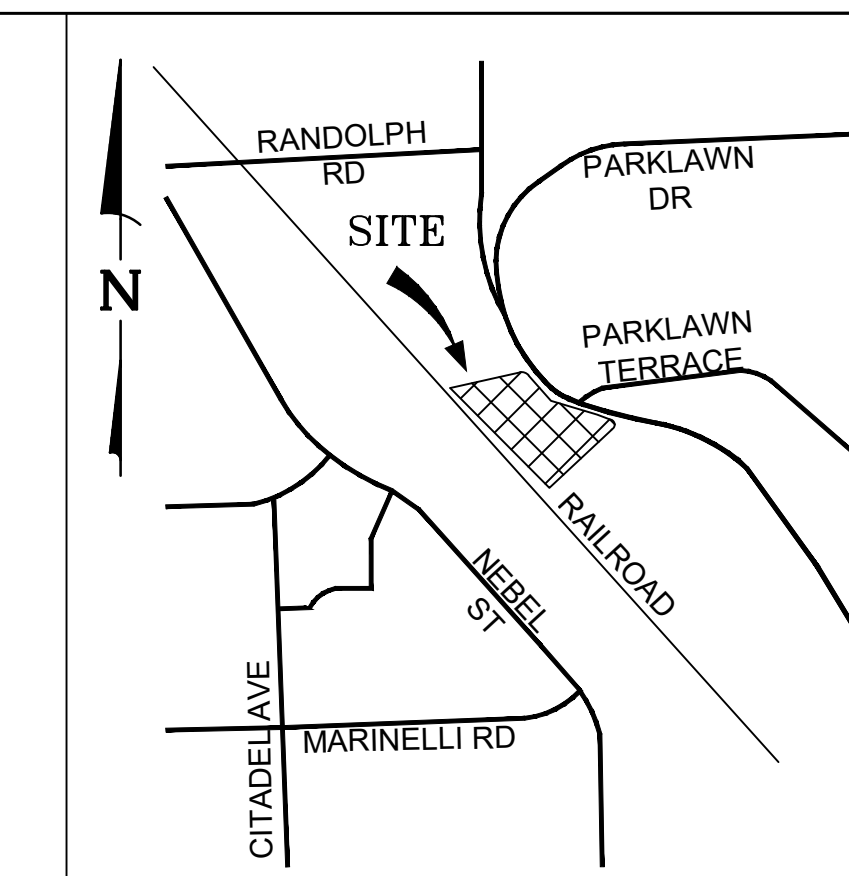 RANDOLPH
RD
PARKLAWN
DR
SITE
N
PARKLAWN
TERRACE
RAILROAD
NEBEL
ST
CITADEL AVE
MARINELLI RD